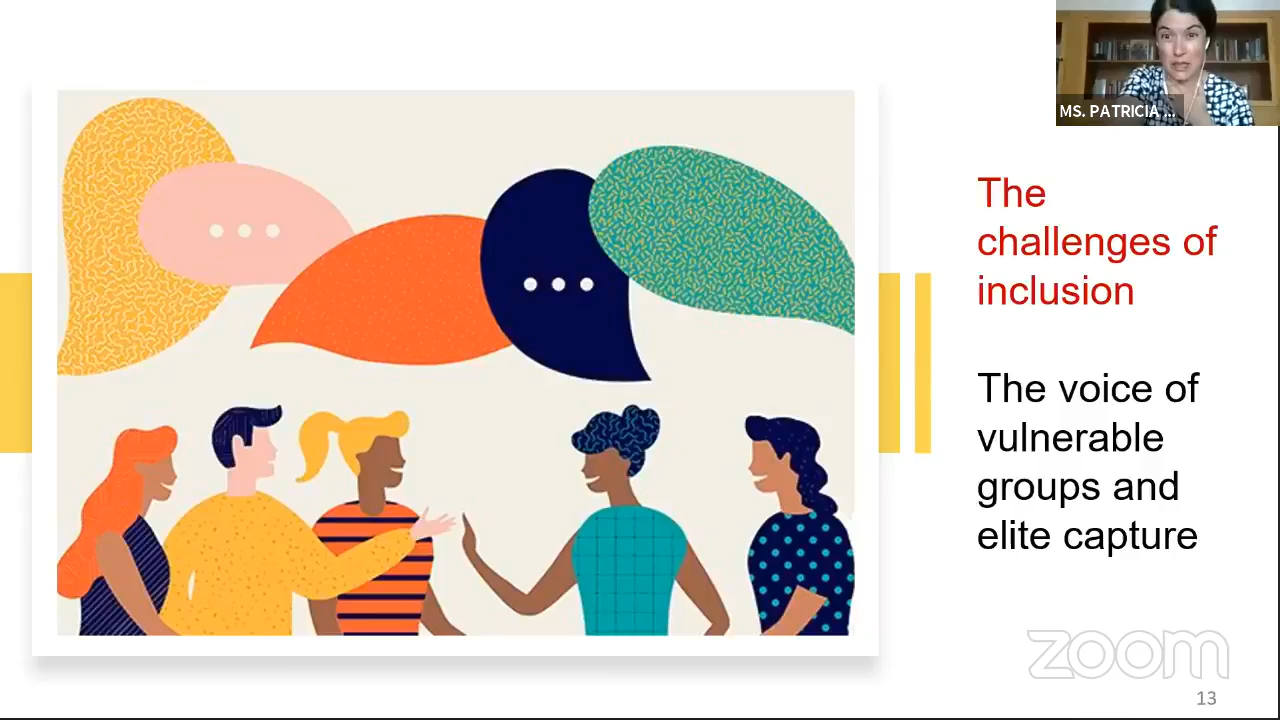 MS. PATRICIA ...
The
challenges of
inclusion
The voice of
vulnerable
groups and
elite capture
zoom
13